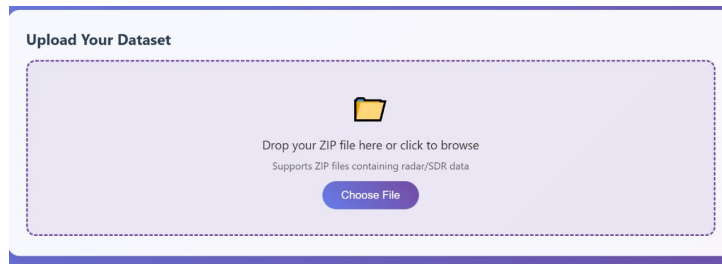 Upload Your Dataset
Drop your ZIP file here or click to browse
Supports ZIP files containing radar/SDR data
Choose File